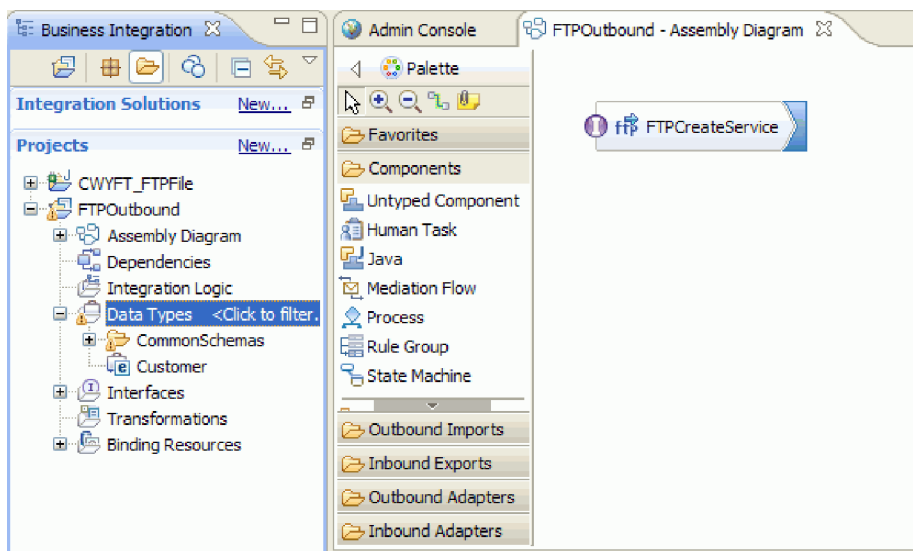 Business Integration
Integration Solutions New...
Projects New...
CWYFT_FTPFile
FTPOutbound
Assembly Diagram
Dependencies
Integration Logic
Data Types <Click to filter.
CommonSchemas
Customer
Interfaces
Transformations
Binding Resources
Admin Console
FTPOutbound - Assembly Diagram
Palette
Favorites
Components
Untyped Component
Human Task
Java
Mediation Flow
Process
Rule Group
State Machine
Outbound Imports
Inbound Exports
Outbound Adapters
Inbound Adapters
ftp FTPCreateService